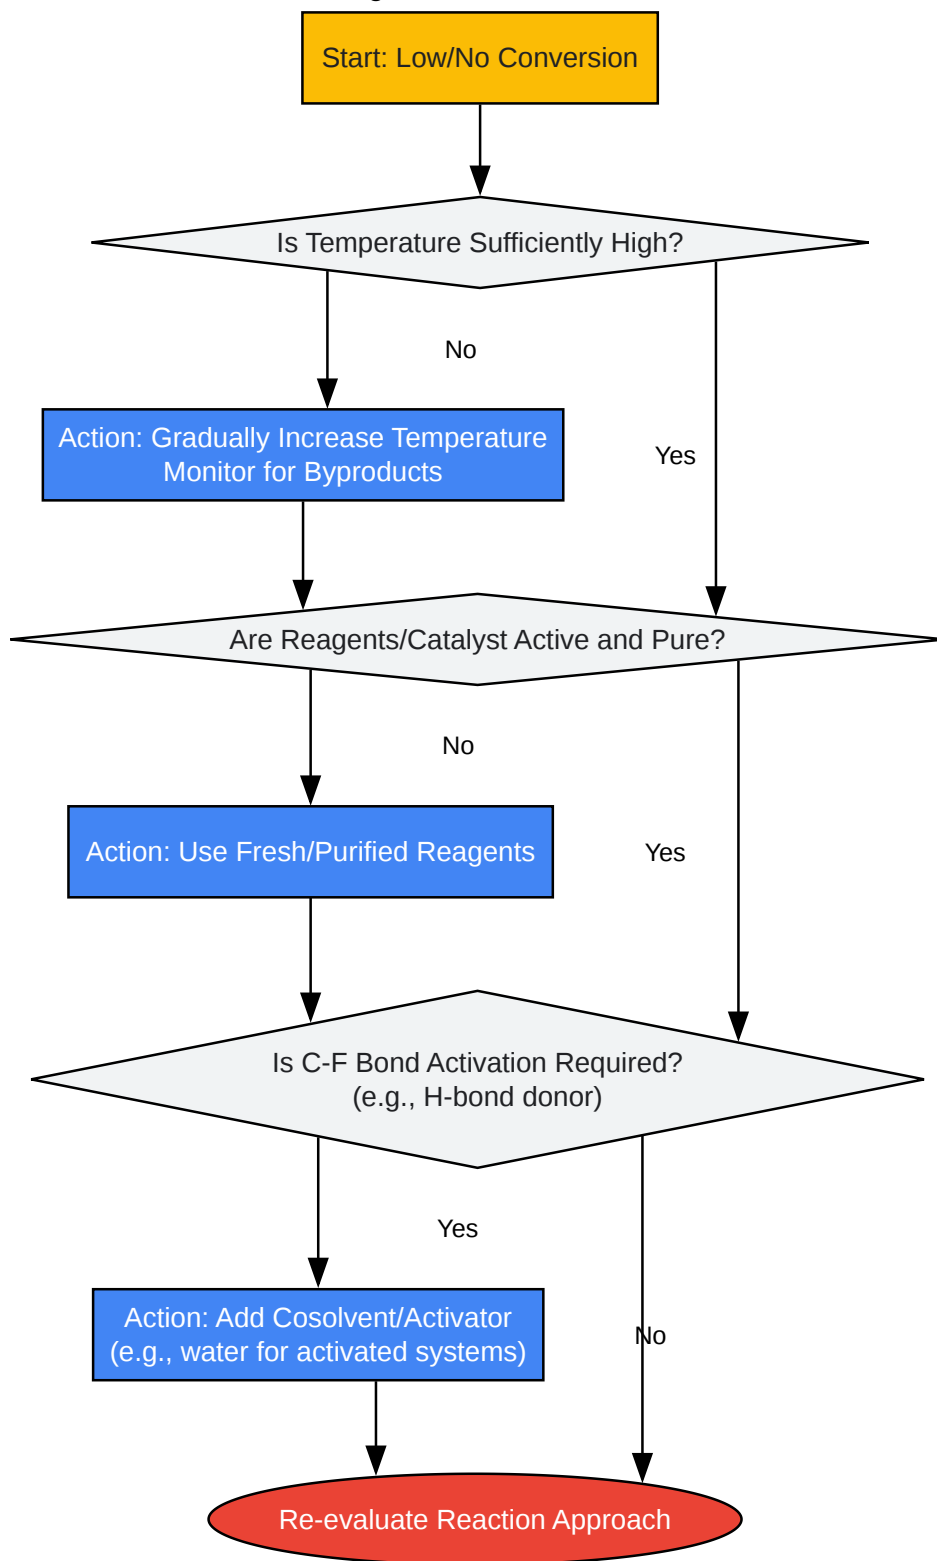 Start: Low/No Conversion
Is Temperature Sufficiently High?
No
Action: Gradually Increase Temperature
Monitor for Byproducts
Yes
Are Reagents/Catalyst Active and Pure?
No
Action: Use Fresh/Purified Reagents
Yes
Is C-F Bond Activation Required?
(e.g., H-bond donor)
Yes
Action: Add Cosolvent/Activator
(e.g., water for activated systems)
No
Re-evaluate Reaction Approach